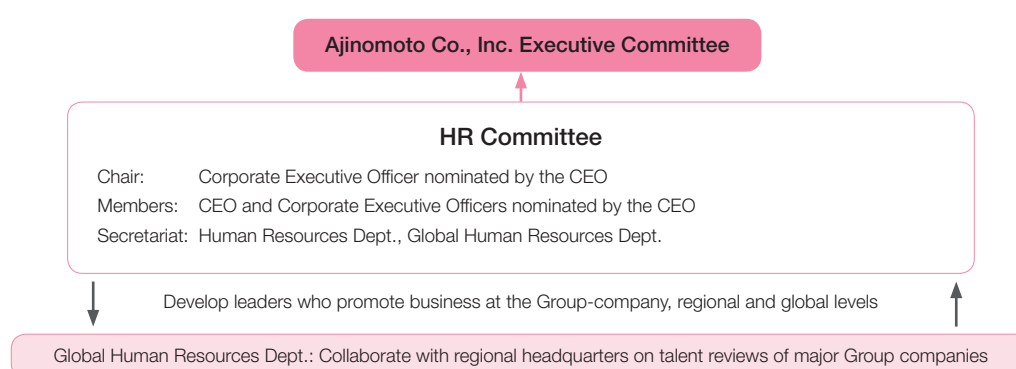 Ajinomoto Co., Inc. Executive Committee
HR Committee
Chair: Corporate Executive Officer nominated by the CEO
Members: CEO and Corporate Executive Officers nominated by the CEO
Secretariat: Human Resources Dept., Global Human Resources Dept.
Develop leaders who promote business at the Group-company, regional and global levels
Global Human Resources Dept.: Collaborate with regional headquarters on talent reviews of major Group companies